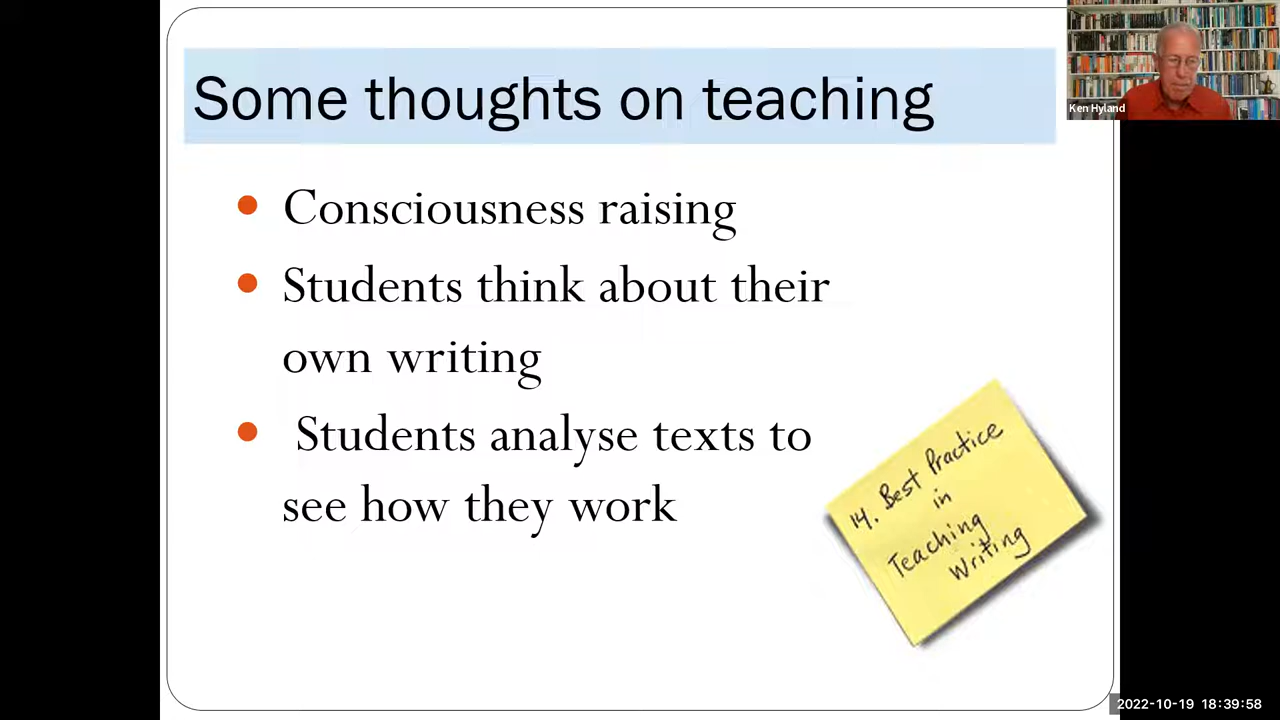 Some thoughts on teaching
Ken Hyland
Consciousness raising
Students think about their
own writing
Students analyse texts to
see how they work
14. Best Practice
in
Teaching
Writing
2022-10-19 18:39:58